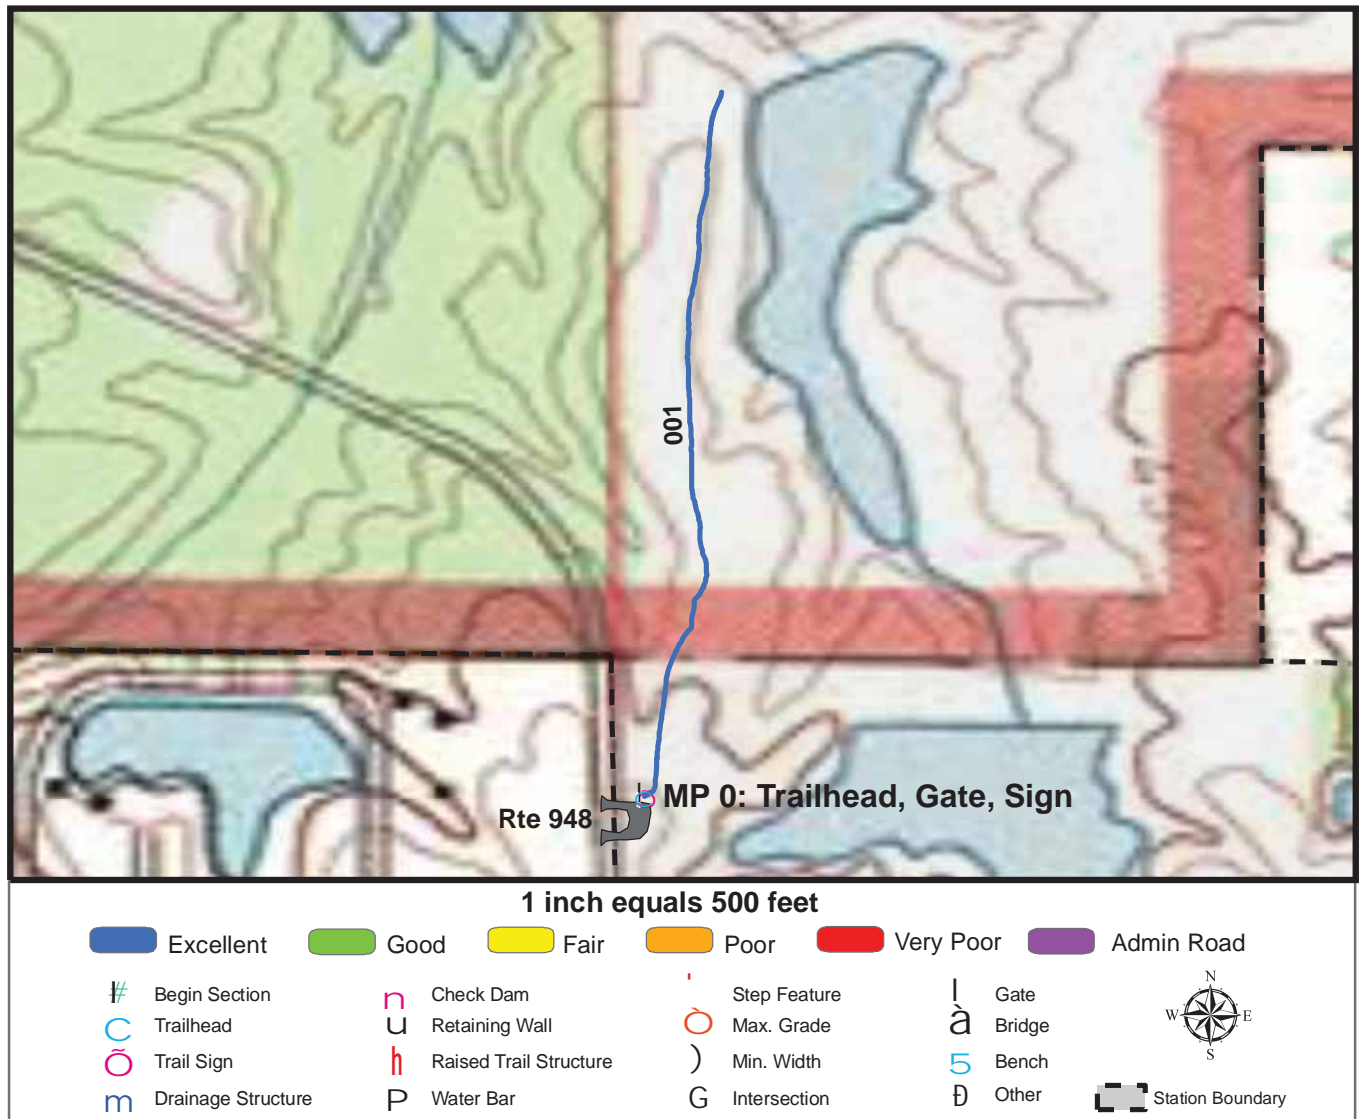 001
MP 0: Trailhead, Gate, Sign
Rte 948
1 inch equals 500 feet
Excellent Good Fair Poor Very Poor Admin Road
# Begin Section n Check Dam ' Step Feature l Gate
C Trailhead u Retaining Wall Ò Max. Grade à Bridge
Õ Trail Sign h Raised Trail Structure ) Min. Width 5 Bench
m Drainage Structure P Water Bar G Intersection Ð Other Station Boundary
N
W E
S